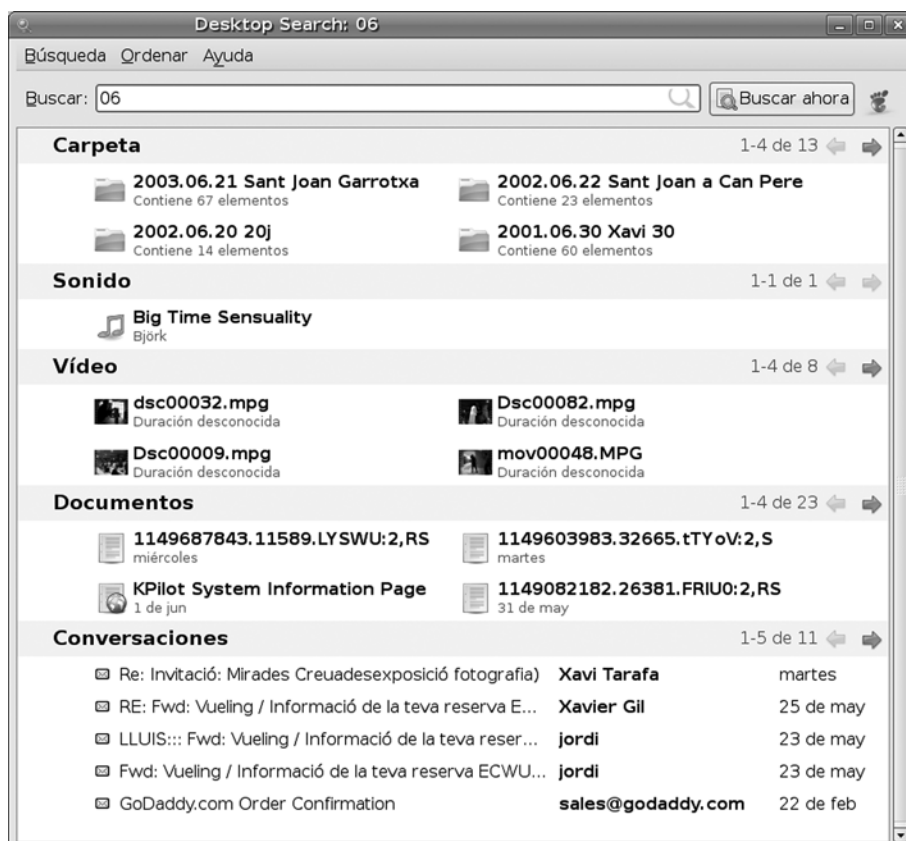 Desktop Search: 06
Búsqueda Ordenar Ayuda
Buscar: 06 Buscar ahora
Carpeta 1-4 de 13
2003.06.21 Sant Joan Garrotxa 2002.06.22 Sant Joan a Can Pere
Contiene 67 elementos Contiene 23 elementos
2002.06.20 20j 2001.06.30 Xavi 30
Contiene 14 elementos Contiene 60 elementos
Sonido 1-1 de 1
Big Time Sensuality
Björk
Vídeo 1-4 de 8
dsc00032.mpg Dsc00082.mpg
Duración desconocida Duración desconocida
Dsc00009.mpg mov00048.MPG
Duración desconocida Duración desconocida
Documentos 1-4 de 23
1149687843.11589.LYSWU:2,RS 1149603983.32665.tTYoV:2,S
miércoles martes
KPilot System Information Page 1149082182.26381.FRIU0:2,RS
1 de jun 31 de may
Conversaciones 1-5 de 11
Re: Invitació: Mirades Creuadesexposició fotografia) Xavi Tarafa martes
RE: Fwd: Vueling / Informació de la teva reserva E... Xavier Gil 25 de may
LLUIS::: Fwd: Vueling / Informació de la teva reser... jordi 23 de may
Fwd: Vueling / Informació de la teva reserva ECWU... jordi 23 de may
GoDaddy.com Order Confirmation sales@godaddy.com 22 de feb